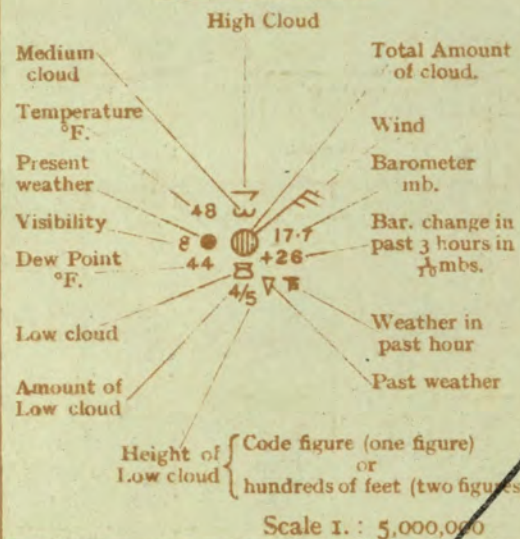 High Cloud
Medium
cloud
Total Amount
of cloud.
Temperature
°F.
Wind
Present
weather
Barometer
mb.
48
Visibility
8
17·7
Bar. change in
past 3 hours in
1/10 mbs.
Dew Point
°F.
44
+26
4/5
Low cloud
Weather in
past hour
Amount of
Low cloud
Past weather
Height of
Low cloud
Code figure (one figure)
or
hundreds of feet (two figures
Scale 1. : 5,000,000